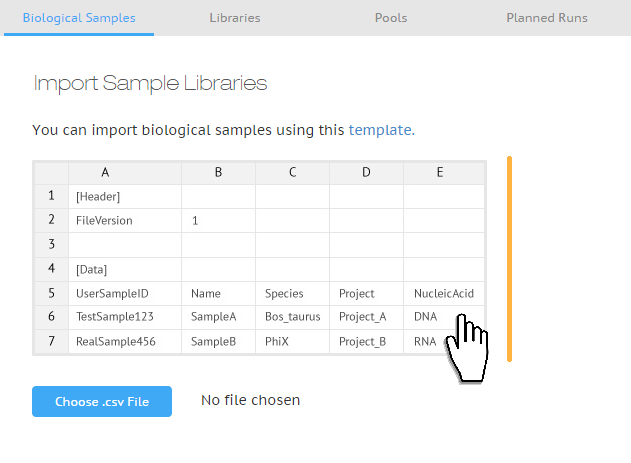 Biological Samples Libraries Pools Planned Runs
Import Sample Libraries
You can import biological samples using this template.
A B C D E
1 [Header]
2 FileVersion 1
3
4 [Data]
5 UserSampleID Name Species Project NucleicAcid
6 TestSample123 SampleA Bos_taurus Project_A DNA
7 RealSample456 SampleB PhiX Project_B RNA
Choose .csv File No file chosen